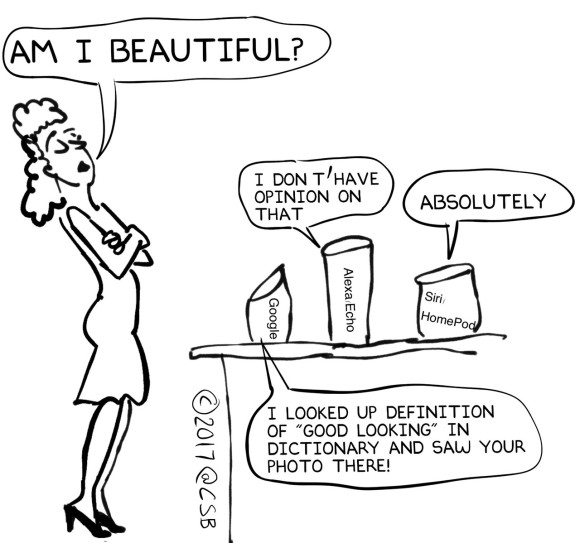 AM I BEAUTIFUL?
I DON T'HAVE
OPINION ON
THAT
ABSOLUTELY
Google
Alexa Echo
Siri
HomePod
I LOOKED UP DEFINITION
OF "GOOD LOOKING" IN
DICTIONARY AND SAW YOUR
PHOTO THERE!
©2017@CSB